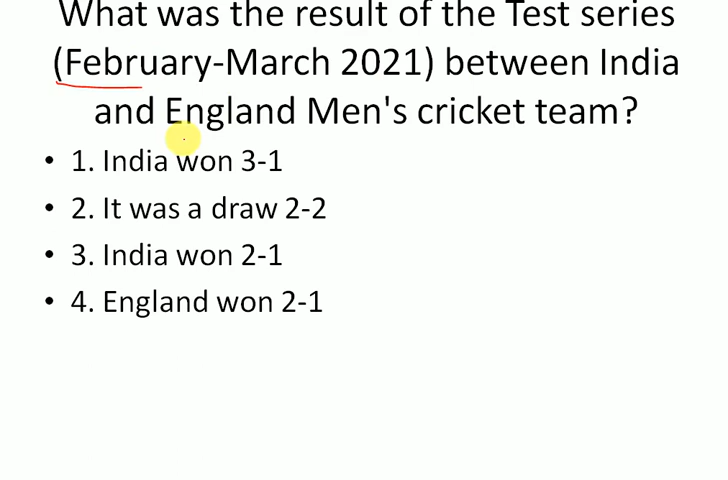 What was the result of the Test series
(February-March 2021) between India
and England Men's cricket team?
• 1. India won 3-1
• 2. It was a draw 2-2
• 3. India won 2-1
• 4. England won 2-1